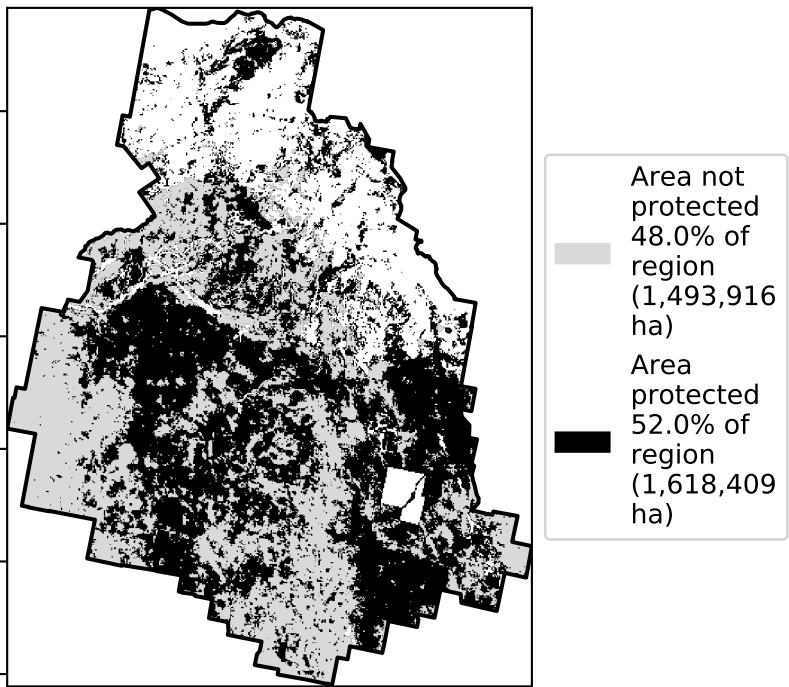 Area not
protected
48.0% of
region
(1,493,916
ha)
Area
protected
52.0% of
region
(1,618,409
ha)